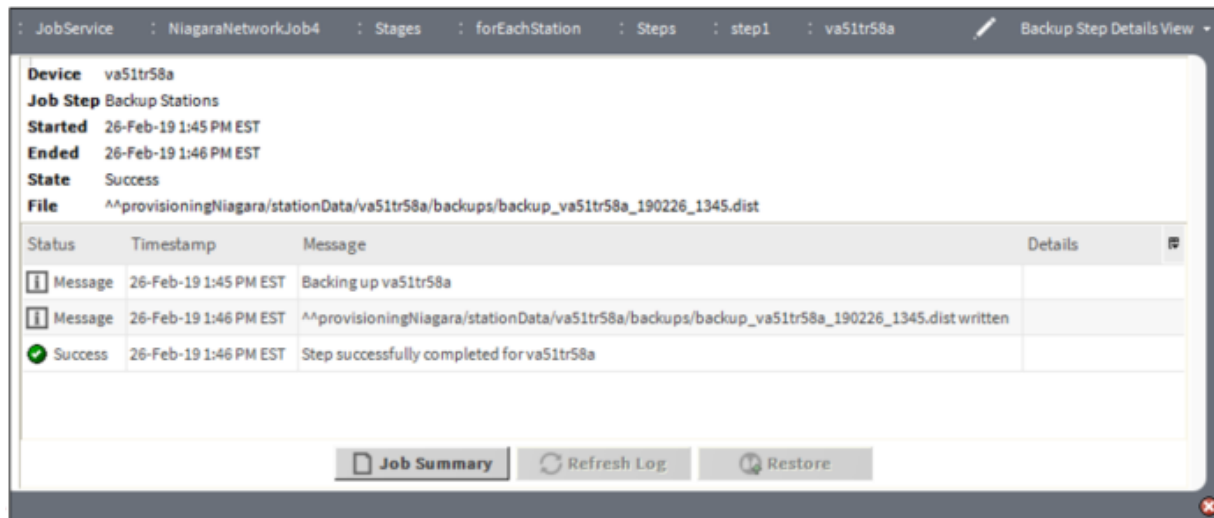 : JobService : NiagaraNetworkJob4 : Stages : forEachStation : Steps : step1 : va51tr58a Backup Step Details View
Device va51tr58a
Job Step Backup Stations
Started 26-Feb-19 1:45 PM EST
Ended 26-Feb-19 1:46 PM EST
State Success
File ^^provisioningNiagara/stationData/va51tr58a/backups/backup_va51tr58a_190226_1345.dist
Status Timestamp Message Details
Message 26-Feb-19 1:45 PM EST Backing up va51tr58a
Message 26-Feb-19 1:46 PM EST ^^provisioningNiagara/stationData/va51tr58a/backups/backup_va51tr58a_190226_1345.dist written
Success 26-Feb-19 1:46 PM EST Step successfully completed for va51tr58a
Job Summary Refresh Log Restore